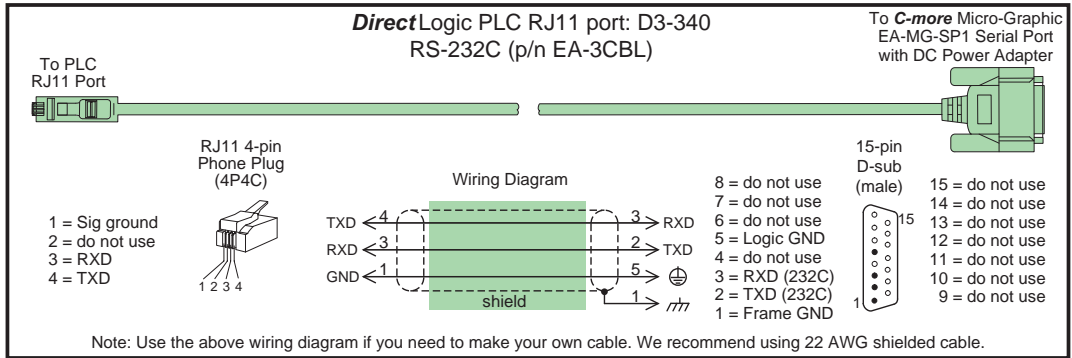 DirectLogic PLC RJ11 port: D3-340
RS-232C (p/n EA-3CBL)
To C-more Micro-Graphic
EA-MG-SP1 Serial Port
with DC Power Adapter
To PLC
RJ11 Port
RJ11 4-pin
Phone Plug
(4P4C)
1 = Sig ground
2 = do not use
3 = RXD
4 = TXD
1 2 3 4
Wiring Diagram
TXD 4 3 RXD
RXD 3 2 TXD
GND 1 5
shield 1
8 = do not use
7 = do not use
6 = do not use
5 = Logic GND
4 = do not use
3 = RXD (232C)
2 = TXD (232C)
1 = Frame GND
15-pin
D-sub
(male)
15
1
15 = do not use
14 = do not use
13 = do not use
12 = do not use
11 = do not use
10 = do not use
9 = do not use
Note: Use the above wiring diagram if you need to make your own cable. We recommend using 22 AWG shielded cable.